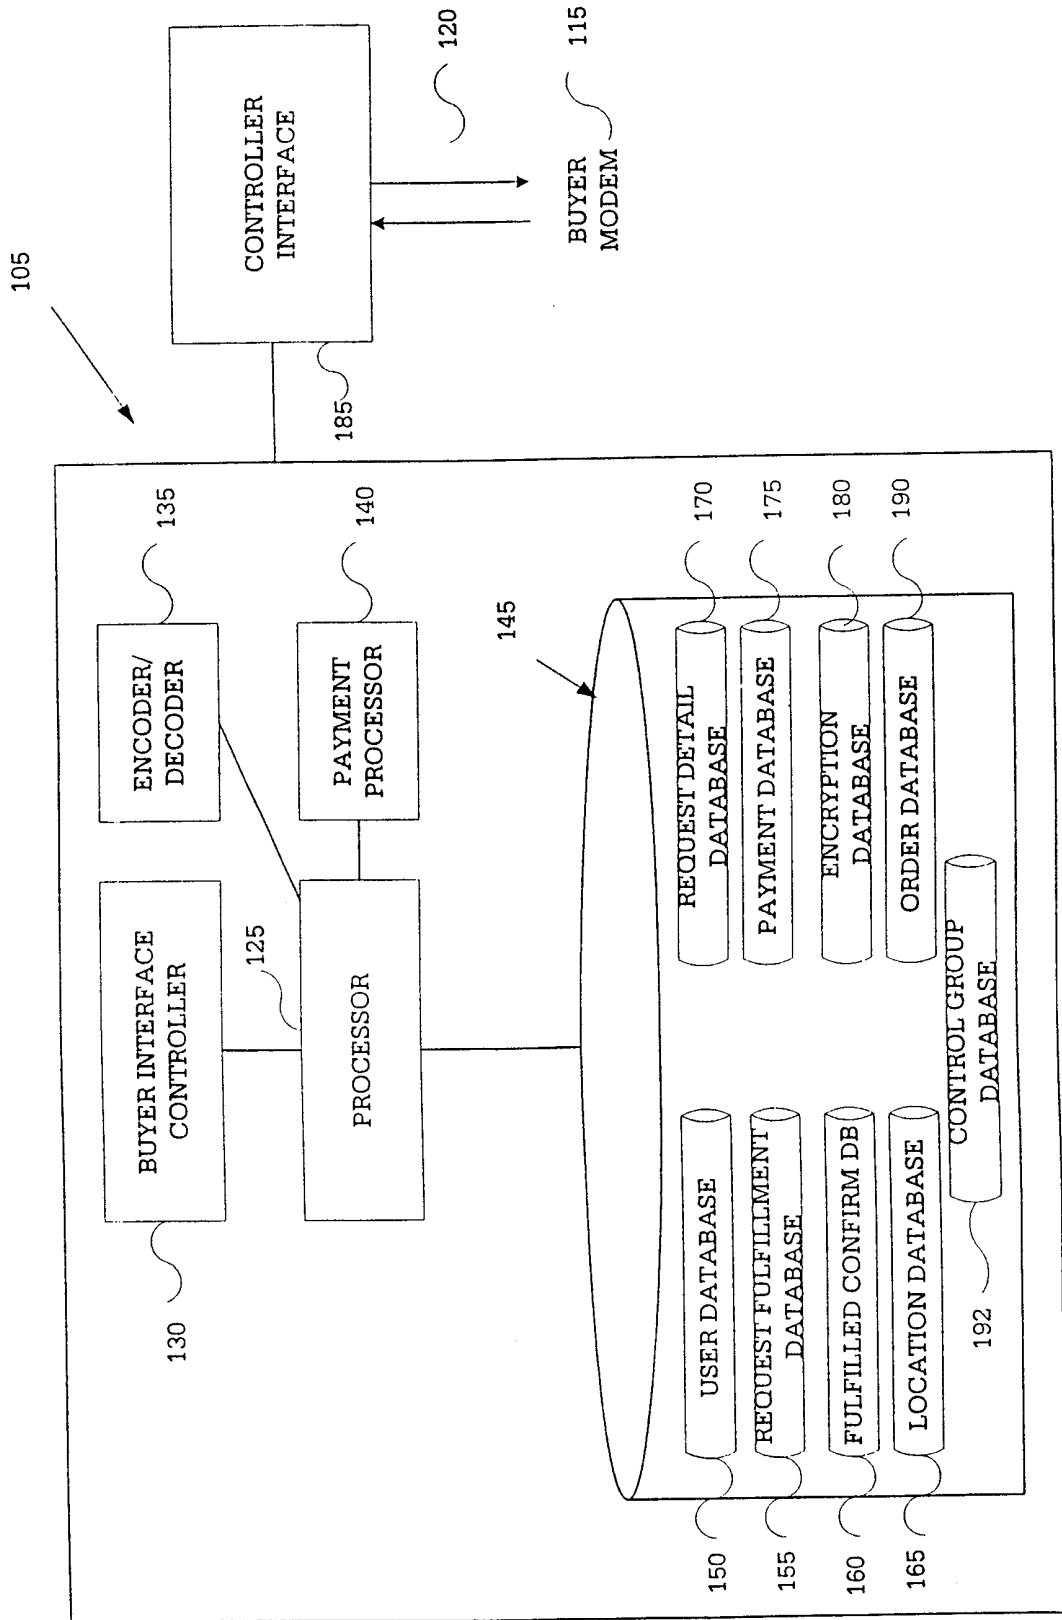 105
BUYER INTERFACE
CONTROLLER
130
ENCODER/
DECODER
135
125
PROCESSOR
PAYMENT
PROCESSOR
140
CONTROLLER
INTERFACE
185
120
BUYER
MODEM
115
145
USER DATABASE
150
REQUEST FULFILLMENT
DATABASE
155
FULFILLED CONFIRM DB
160
LOCATION DATABASE
165
REQUEST DETAIL
DATABASE
170
PAYMENT DATABASE
175
ENCRYPTION
DATABASE
180
ORDER DATABASE
190
CONTROL GROUP
DATABASE
192